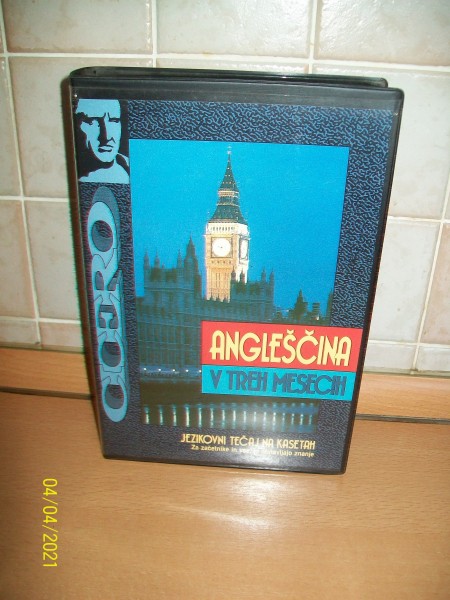 CICERO
ANGLEŠČINA
V TREH MESECIH
JEZIKOVNI TEČAJ NA KASETAH
Za začetnike in znanje
04/04/2021